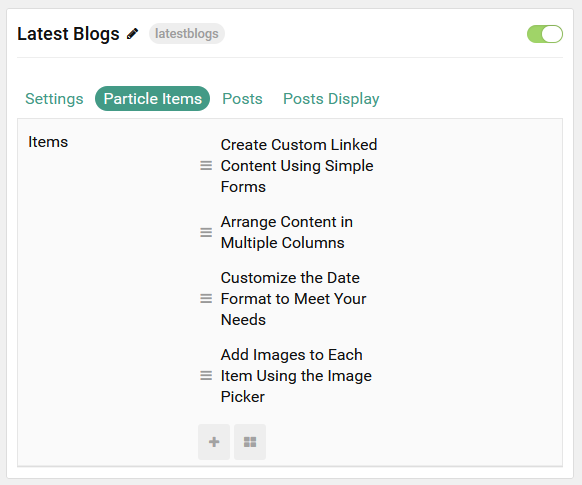 Latest Blogs latestblogs
Settings Particle Items Posts Posts Display
Items
Create Custom Linked
Content Using Simple
Forms
Arrange Content in
Multiple Columns
Customize the Date
Format to Meet Your
Needs
Add Images to Each
Item Using the Image
Picker